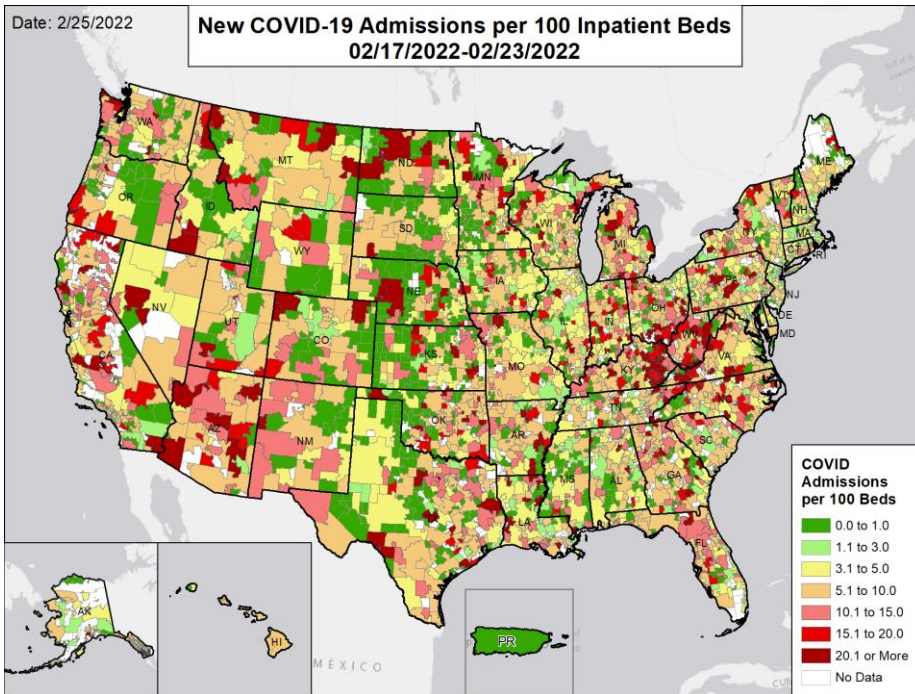 Date: 2/25/2022
New COVID-19 Admissions per 100 Inpatient Beds
02/17/2022-02/23/2022
WA
MT
ND
MN
ME
OR
ID
WY
SD
WI
MI
NY
VT
NH
MA
CT
RI
NV
UT
CO
NE
IA
IN
OH
PA
NJ
DE
MD
CA
KS
MO
KY
WV
VA
AZ
NM
OK
AR
TN
NC
SC
MS
AL
GA
LA
FL
AK
HI
PR
MÉXICO
COVID
Admissions
per 100 Beds
0.0 to 1.0
1.1 to 3.0
3.1 to 5.0
5.1 to 10.0
10.1 to 15.0
15.1 to 20.0
20.1 or More
No Data